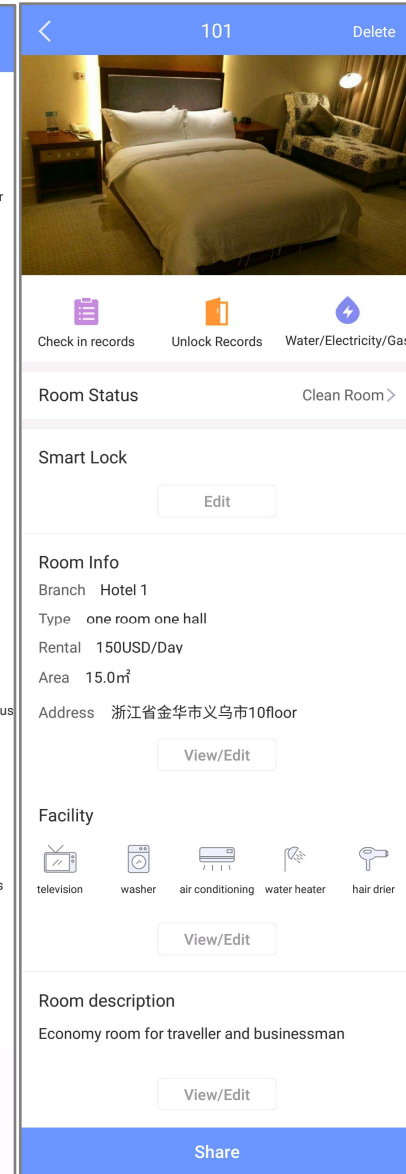 101 Delete
Check in records Unlock Records Water/Electricity/Gas
Room Status Clean Room
Smart Lock
Edit
Room Info
Branch Hotel 1
Type one room one hall
Rental 150USD/Day
Area 15.0㎡
Address 浙江省金华市义乌市10floor
View/Edit
Facility
television washer air conditioning water heater hair drier
View/Edit
Room description
Economy room for traveller and businessman
View/Edit
Share